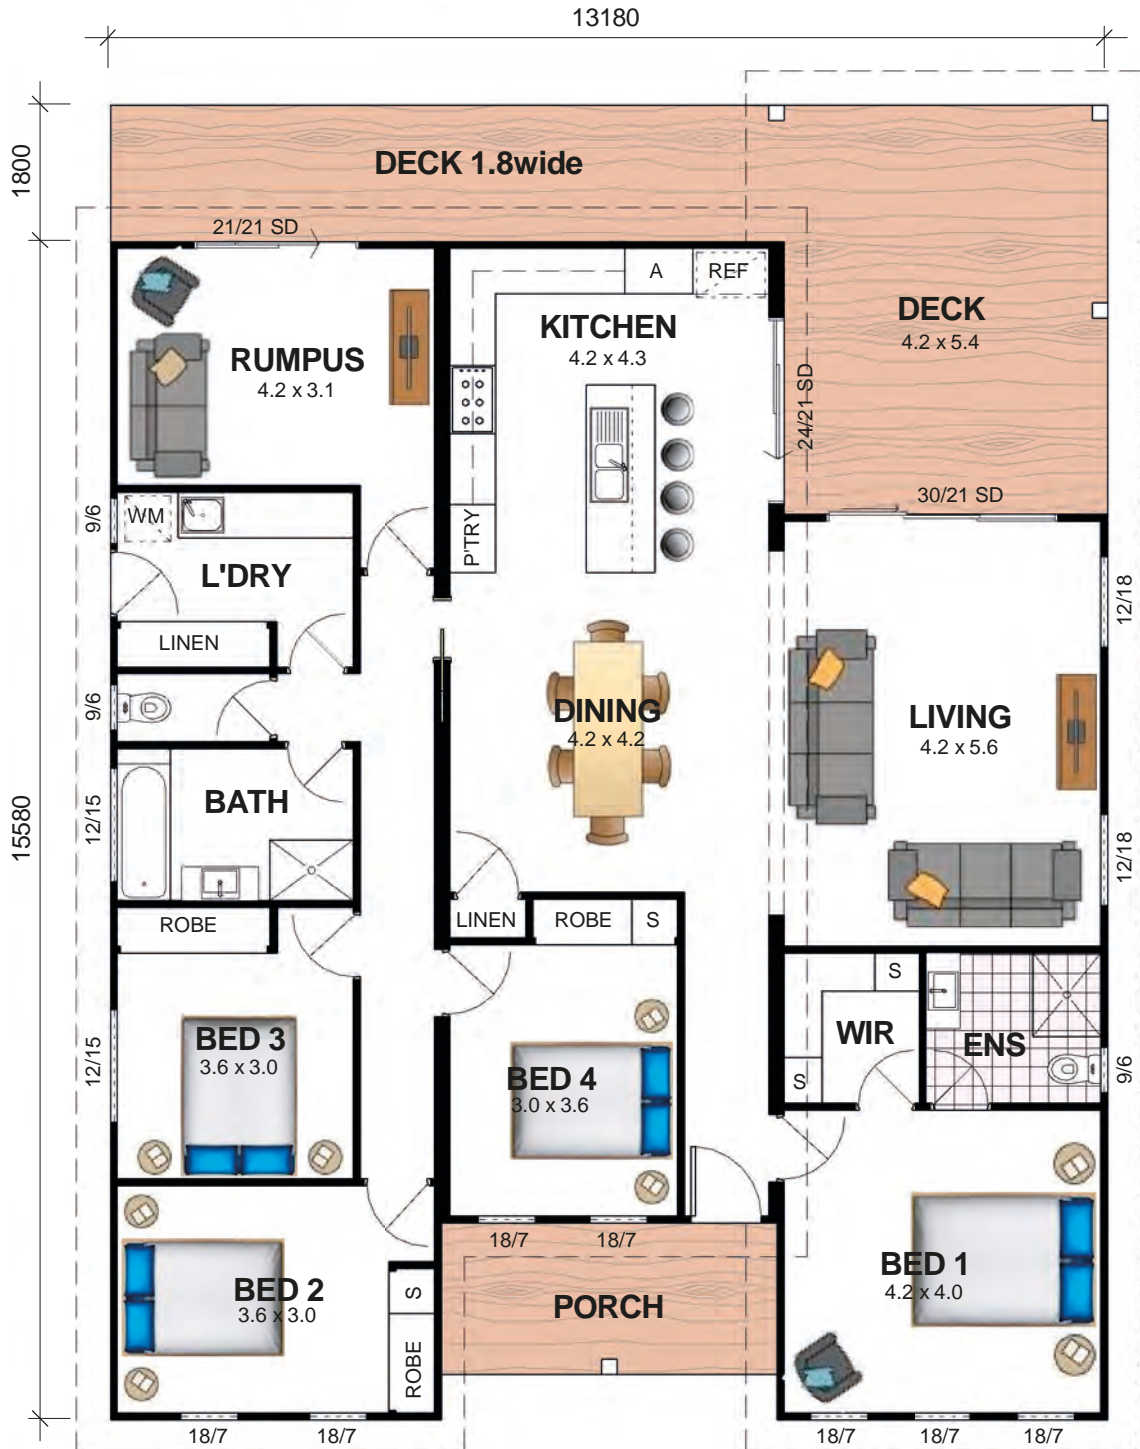 13180
1800
DECK 1.8wide
21/21 SD
A
REF
KITCHEN
4.2 x 4.3
DECK
4.2 x 5.4
RUMPUS
4.2 x 3.1
24/21 SD
30/21 SD
9/6
WM
P'TRY
L'DRY
12/18
LINEN
9/6
DINING
4.2 x 4.2
LIVING
4.2 x 5.6
15580
12/15
BATH
12/18
ROBE
LINEN
ROBE
S
S
WIR
ENS
BED 3
3.6 x 3.0
12/15
BED 4
3.0 x 3.6
S
9/6
18/7
18/7
BED 2
3.6 x 3.0
S
ROBE
PORCH
BED 1
4.2 x 4.0
18/7
18/7
18/7
18/7
18/7